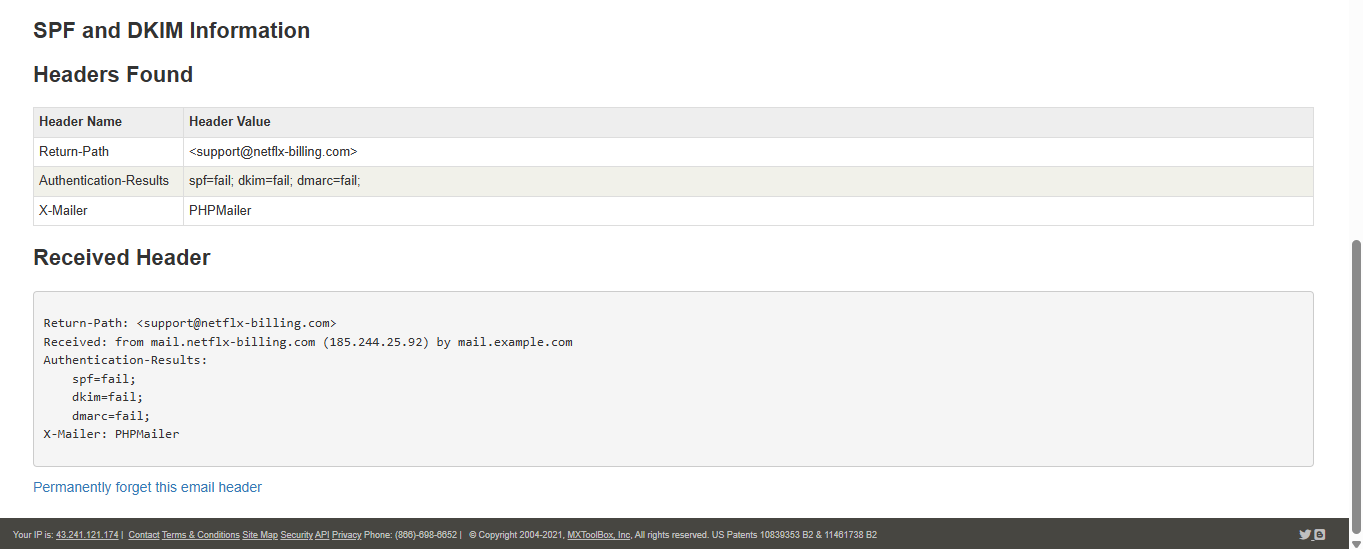 SPF and DKIM Information
Headers Found
Header Name Header Value
Return-Path <support@netflx-billing.com>
Authentication-Results spf=fail; dkim=fail; dmarc=fail;
X-Mailer PHPMailer
Received Header
Return-Path: <support@netflx-billing.com>
Received: from mail.netflx-billing.com (185.244.25.92) by mail.example.com
Authentication-Results:
spf=fail;
dkim=fail;
dmarc=fail;
X-Mailer: PHPMailer
Permanently forget this email header
Your IP is: 43.241.121.174 | Contact Terms & Conditions Site Map Security API Privacy Phone: (866)-698-6652 | © Copyright 2004-2021, MXToolBox, Inc, All rights reserved. US Patents 10839353 B2 & 11461738 B2